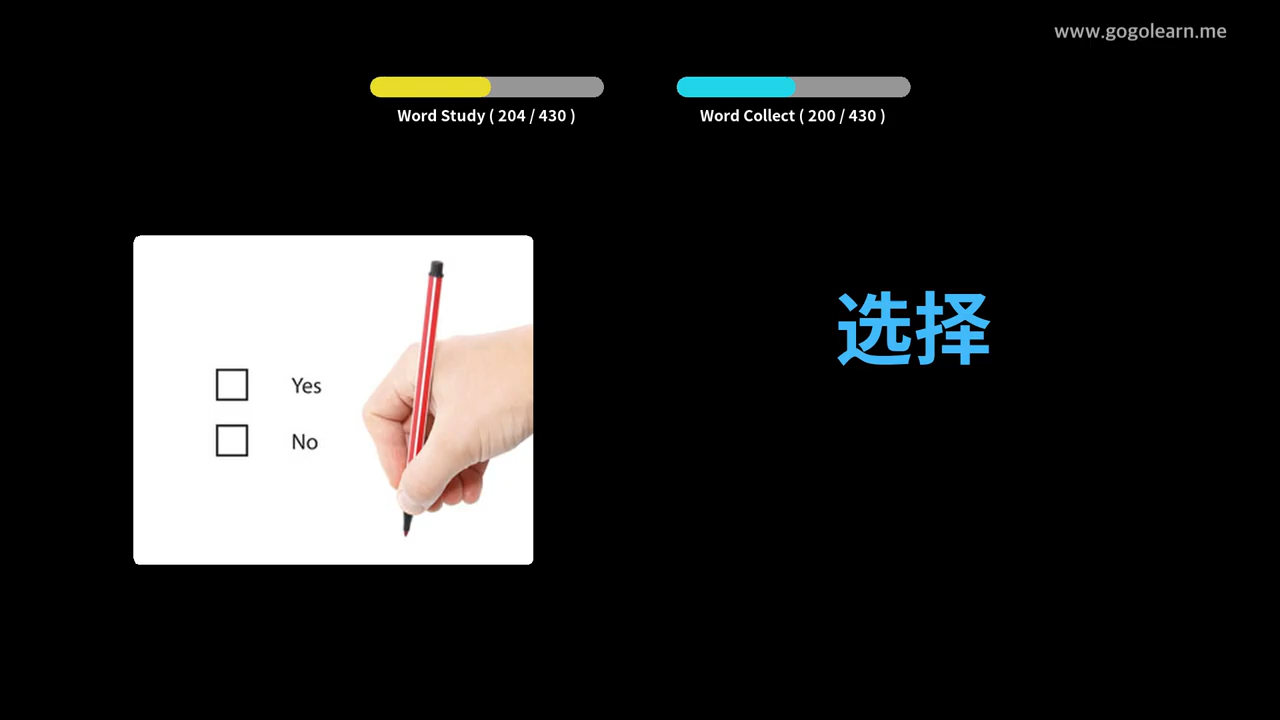 www.gogolearn.me
Word Study ( 204 / 430 )
Word Collect ( 200 / 430 )
选择
Yes
No